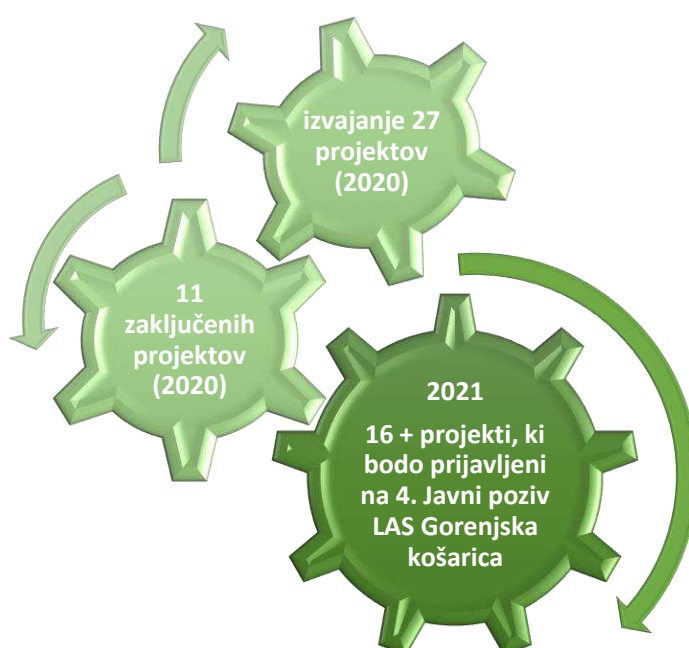 izvajanje 27
projektov
(2020)
11
zaključenih
projektov
(2020)
2021
16 + projekti, ki
bodo prijavljeni
na 4. Javni poziv
LAS Gorenjska
košarica